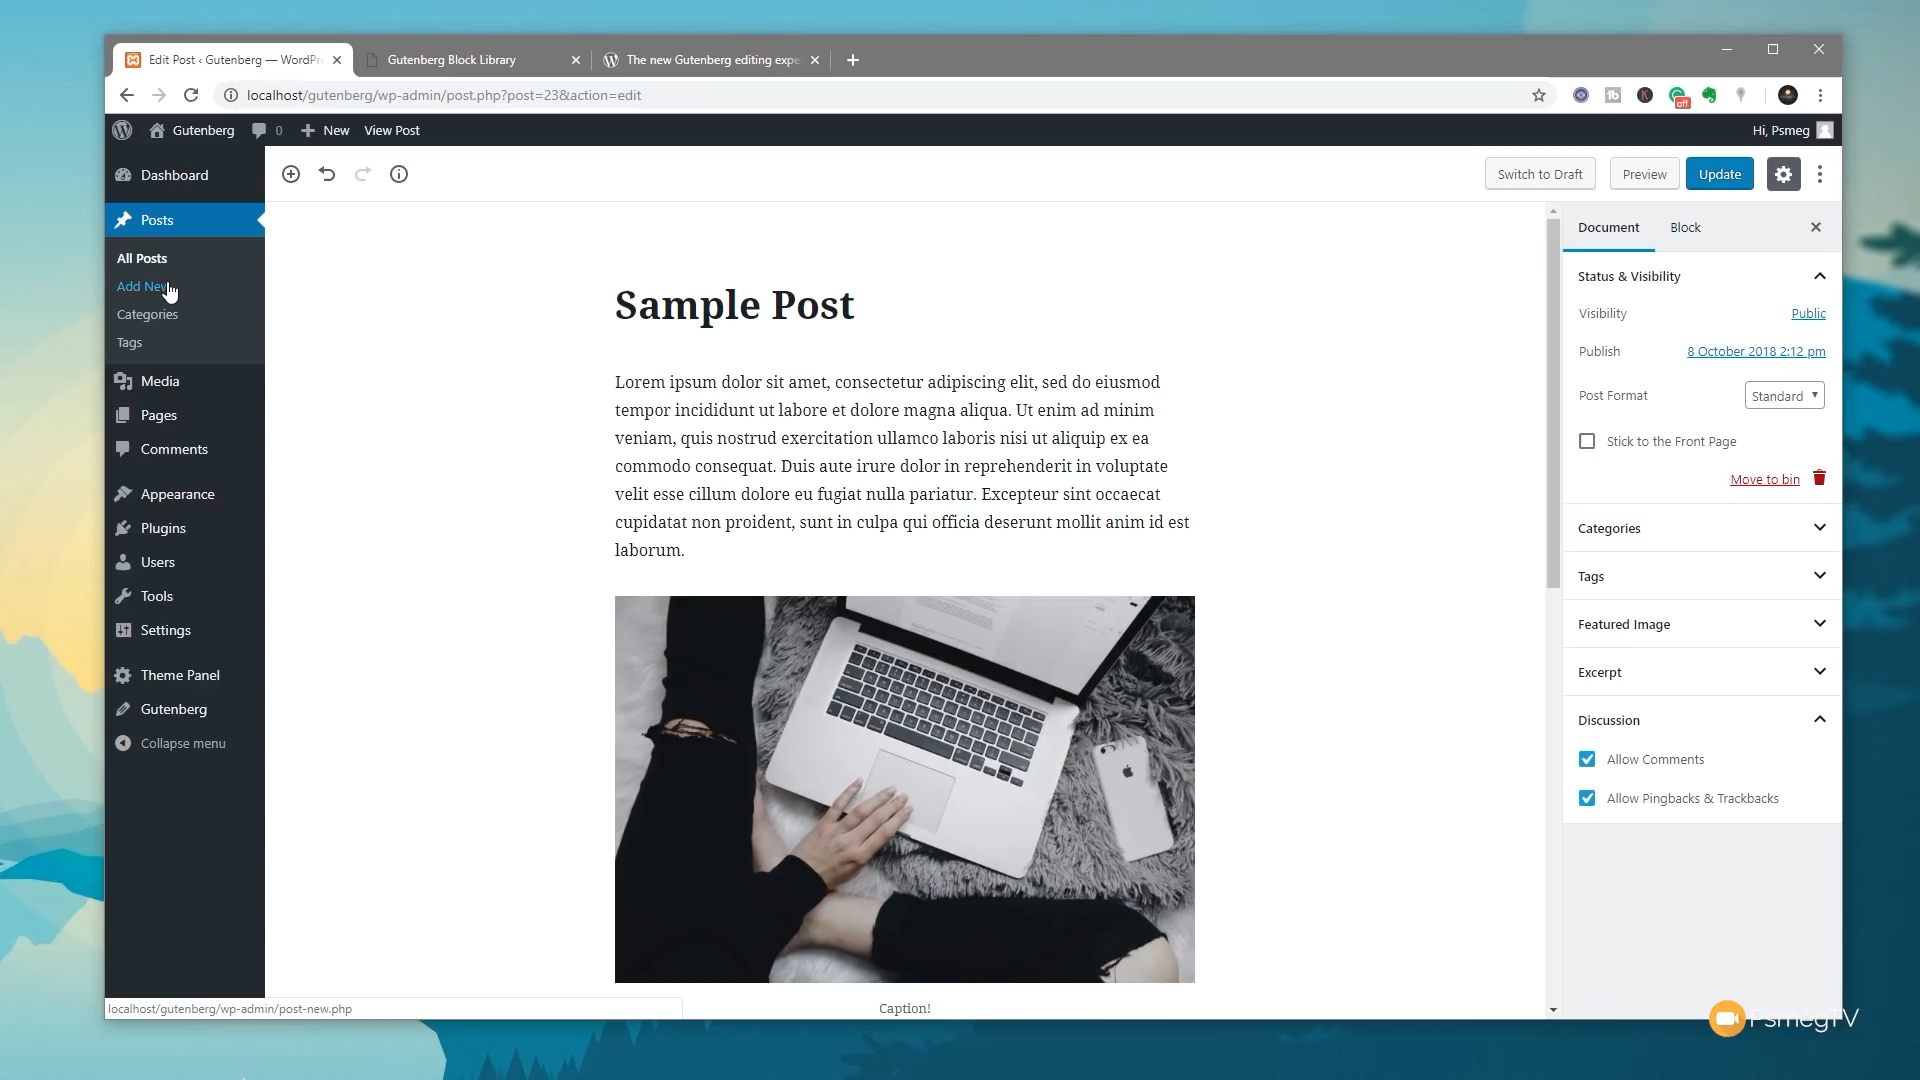 Edit Post ‹ Gutenberg — WordPr
Gutenberg Block Library
The new Gutenberg editing expe
localhost/gutenberg/wp-admin/post.php?post=23&action=edit
off
Gutenberg
0
New
View Post
Hi, Psmeg
Dashboard
Posts
All Posts
Add New
Categories
Tags
Media
Pages
Comments
Appearance
Plugins
Users
Tools
Settings
Theme Panel
Gutenberg
Collapse menu
Switch to Draft
Preview
Update
Sample Post
Lorem ipsum dolor sit amet, consectetur adipiscing elit, sed do eiusmod
tempor incididunt ut labore et dolore magna aliqua. Ut enim ad minim
veniam, quis nostrud exercitation ullamco laboris nisi ut aliquip ex ea
commodo consequat. Duis aute irure dolor in reprehenderit in voluptate
velit esse cillum dolore eu fugiat nulla pariatur. Excepteur sint occaecat
cupidatat non proident, sunt in culpa qui officia deserunt mollit anim id est
laborum.
Caption!
Document
Block
Status & Visibility
Visibility
Public
Publish
8 October 2018 2:12 pm
Post Format
Standard
Stick to the Front Page
Move to bin
Categories
Tags
Featured Image
Excerpt
Discussion
Allow Comments
Allow Pingbacks & Trackbacks
localhost/gutenberg/wp-admin/post-new.php
PsmegTV